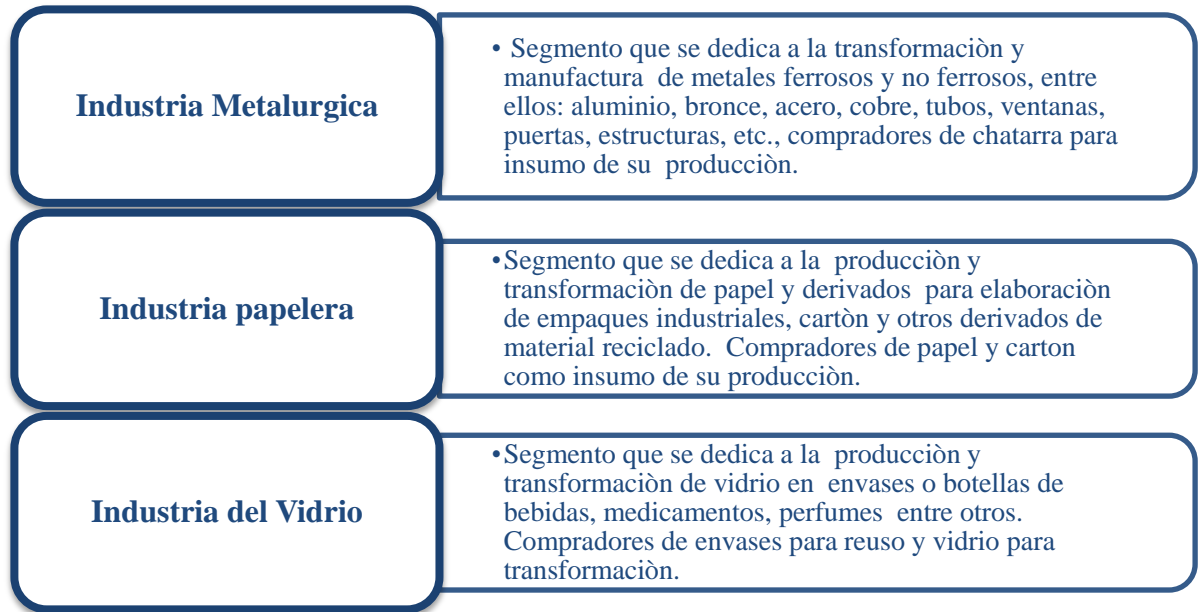 Industria Metalurgica
• Segmento que se dedica a la transformaciòn y
manufactura de metales ferrosos y no ferrosos, entre
ellos: aluminio, bronce, acero, cobre, tubos, ventanas,
puertas, estructuras, etc., compradores de chatarra para
insumo de su producciòn.
Industria papelera
•Segmento que se dedica a la producciòn y
transformaciòn de papel y derivados para elaboraciòn
de empaques industriales, cartòn y otros derivados de
material reciclado. Compradores de papel y carton
como insumo de su producciòn.
Industria del Vidrio
•Segmento que se dedica a la producciòn y
transformaciòn de vidrio en envases o botellas de
bebidas, medicamentos, perfumes entre otros.
Compradores de envases para reuso y vidrio para
transformaciòn.